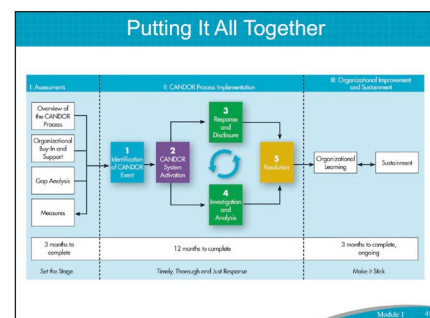 Putting It All Together
I: Assessments
II: CANDOR Process Implementation
III: Organizational Improvement
and Sustainment
Overview of
the CANDOR
Process
Organizational
Buy-In and
Support
Gap Analysis
Measures
1
Identification
of CANDOR
Event
2
CANDOR
System
Activation
3
Response
and
Disclosure
4
Investigation
and
Analysis
5
Resolution
Organizational
Learning
Sustainment
3 months to
complete
12 months to complete
3 months to complete,
ongoing
Set the Stage
Timely, Thorough and Just Response
Make it Stick
Module 1 4